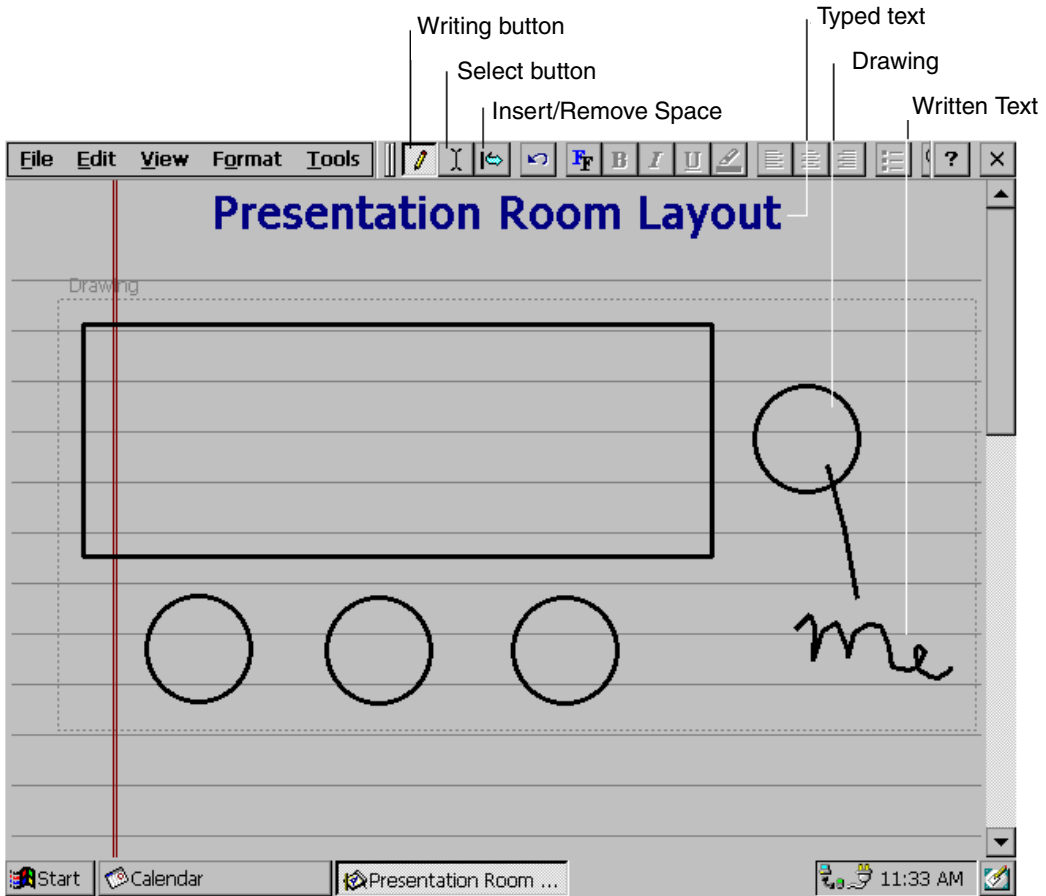 Typed text
Writing button
Drawing
Select button
Written Text
Insert/Remove Space
File Edit View Format Tools F F B I U ? ×
Presentation Room Layout
Drawing
me
Start Calendar Presentation Room ... 11:33 AM